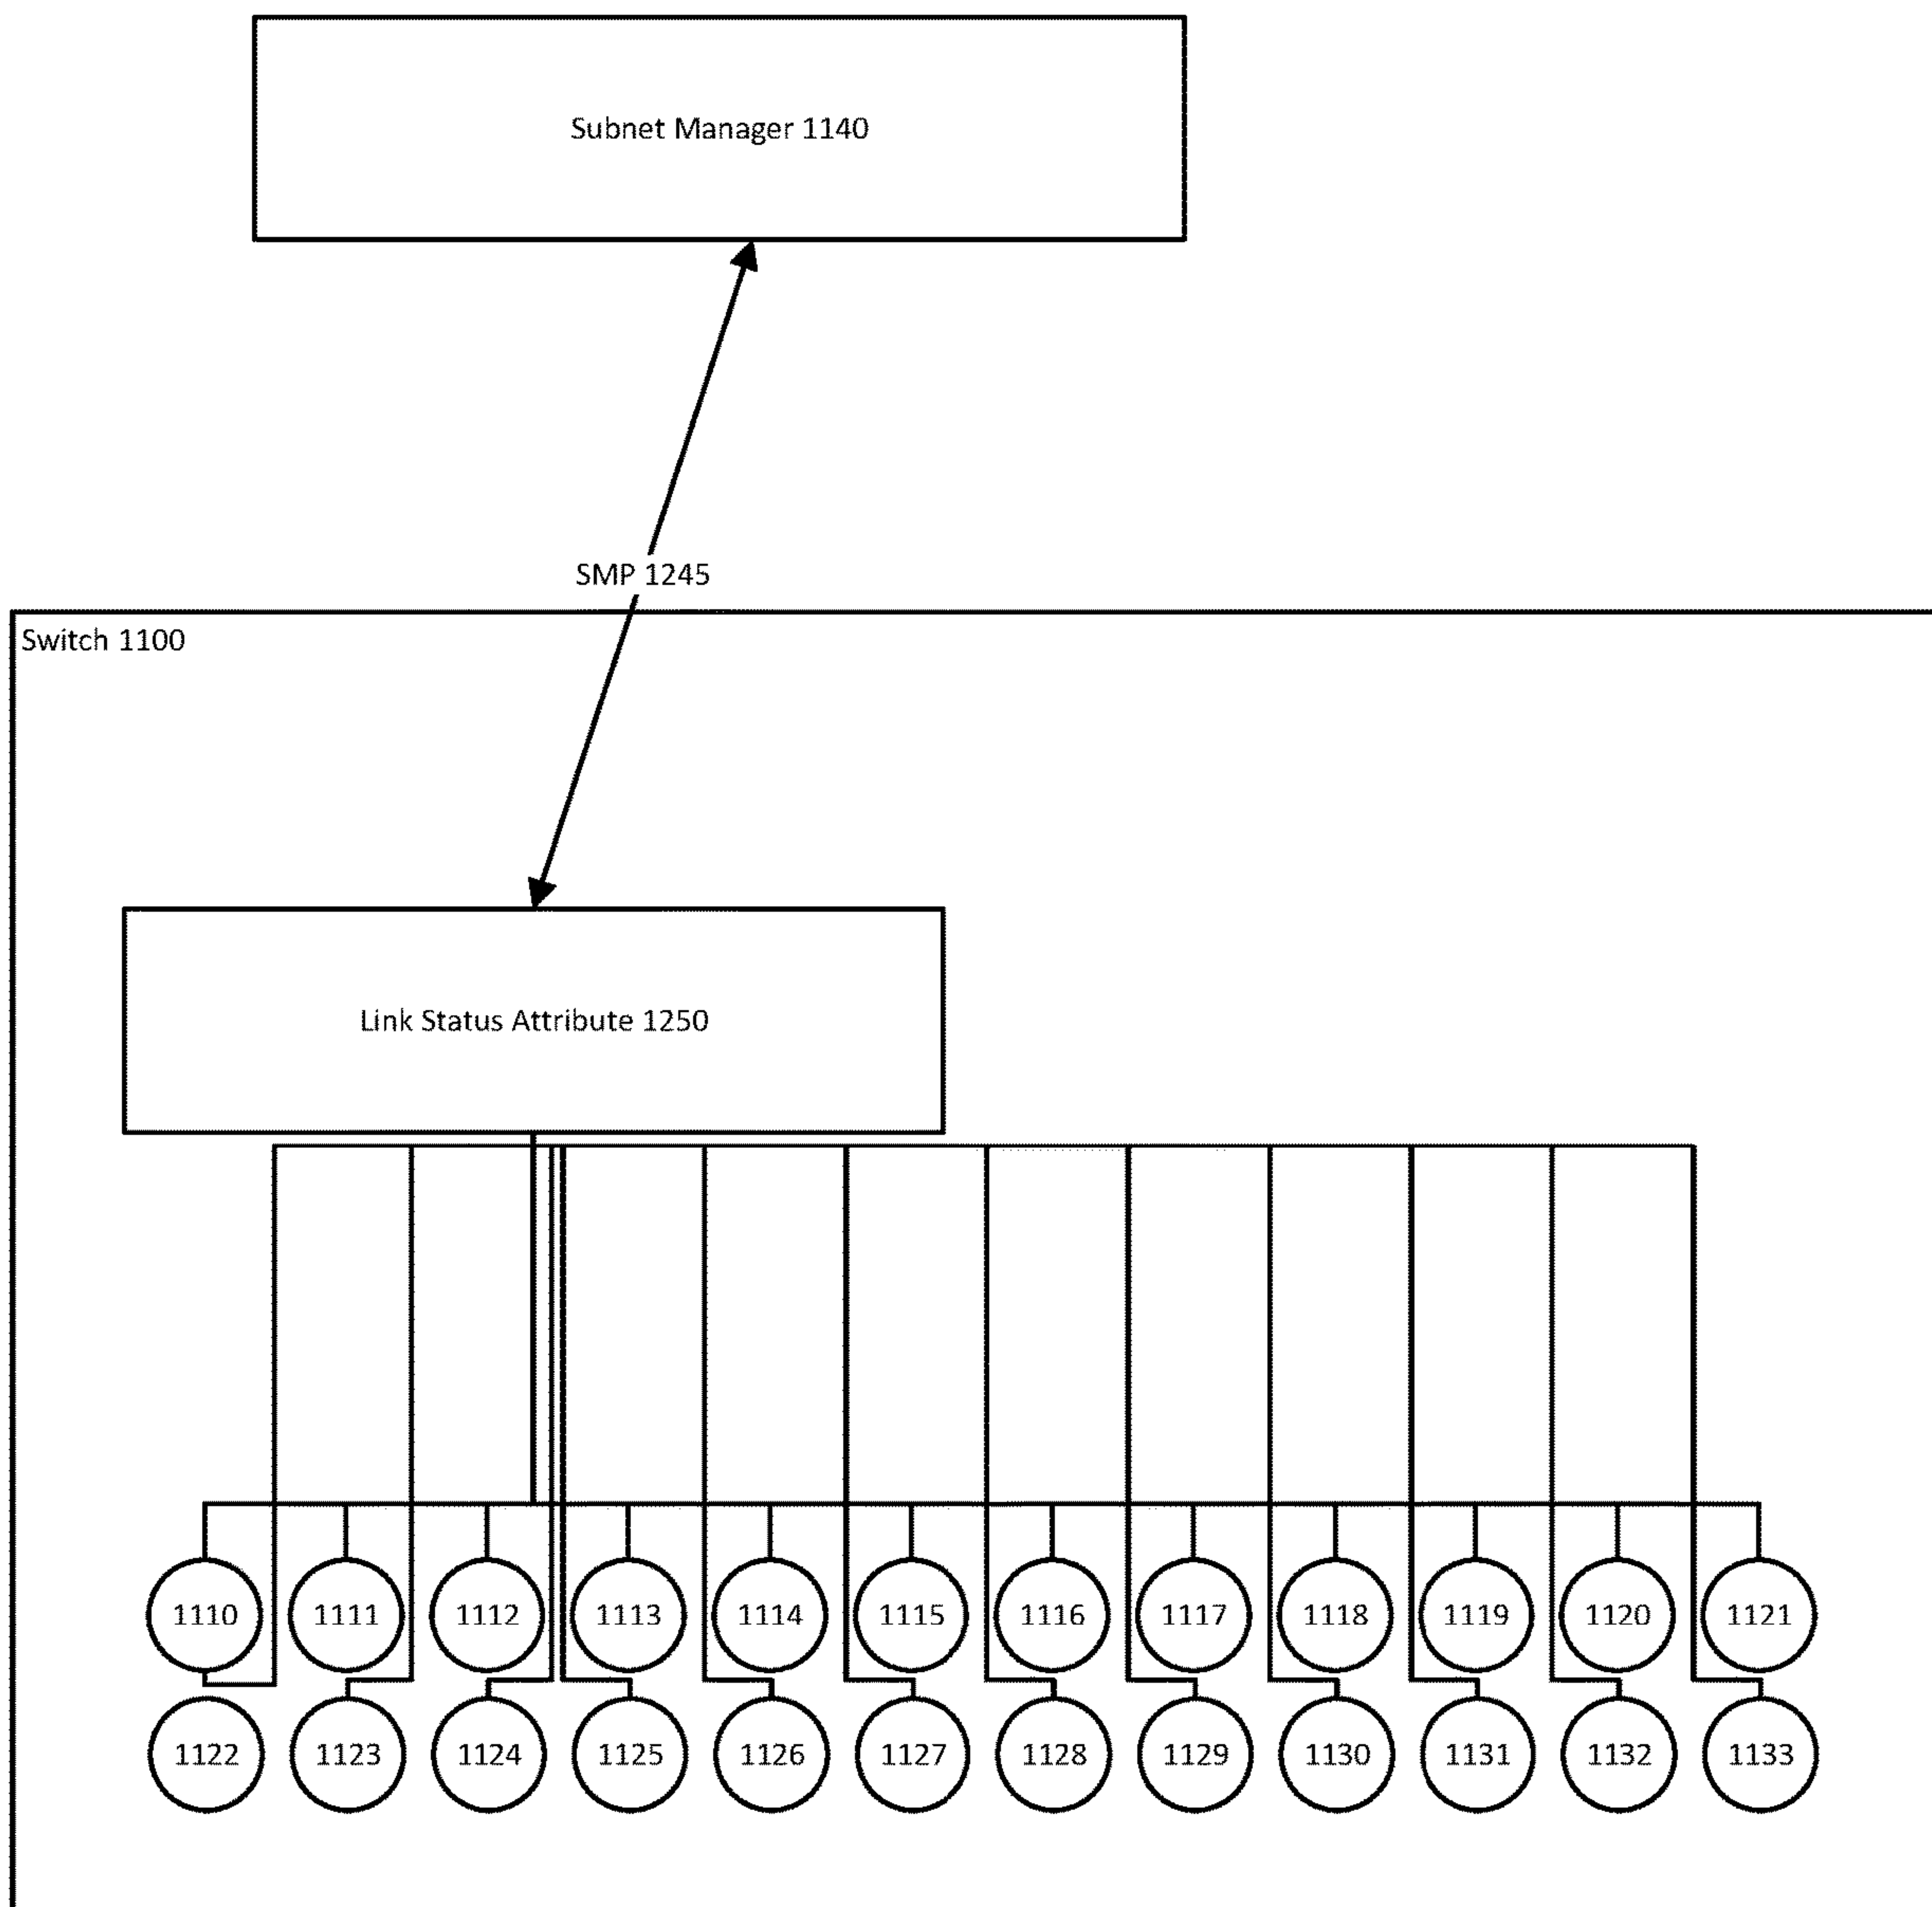 Subnet Manager 1140
SMP 1245
Switch 1100
Link Status Attribute 1250
1110 1111 1112 1113 1114 1115 1116 1117 1118 1119 1120 1121
1122 1123 1124 1125 1126 1127 1128 1129 1130 1131 1132 1133